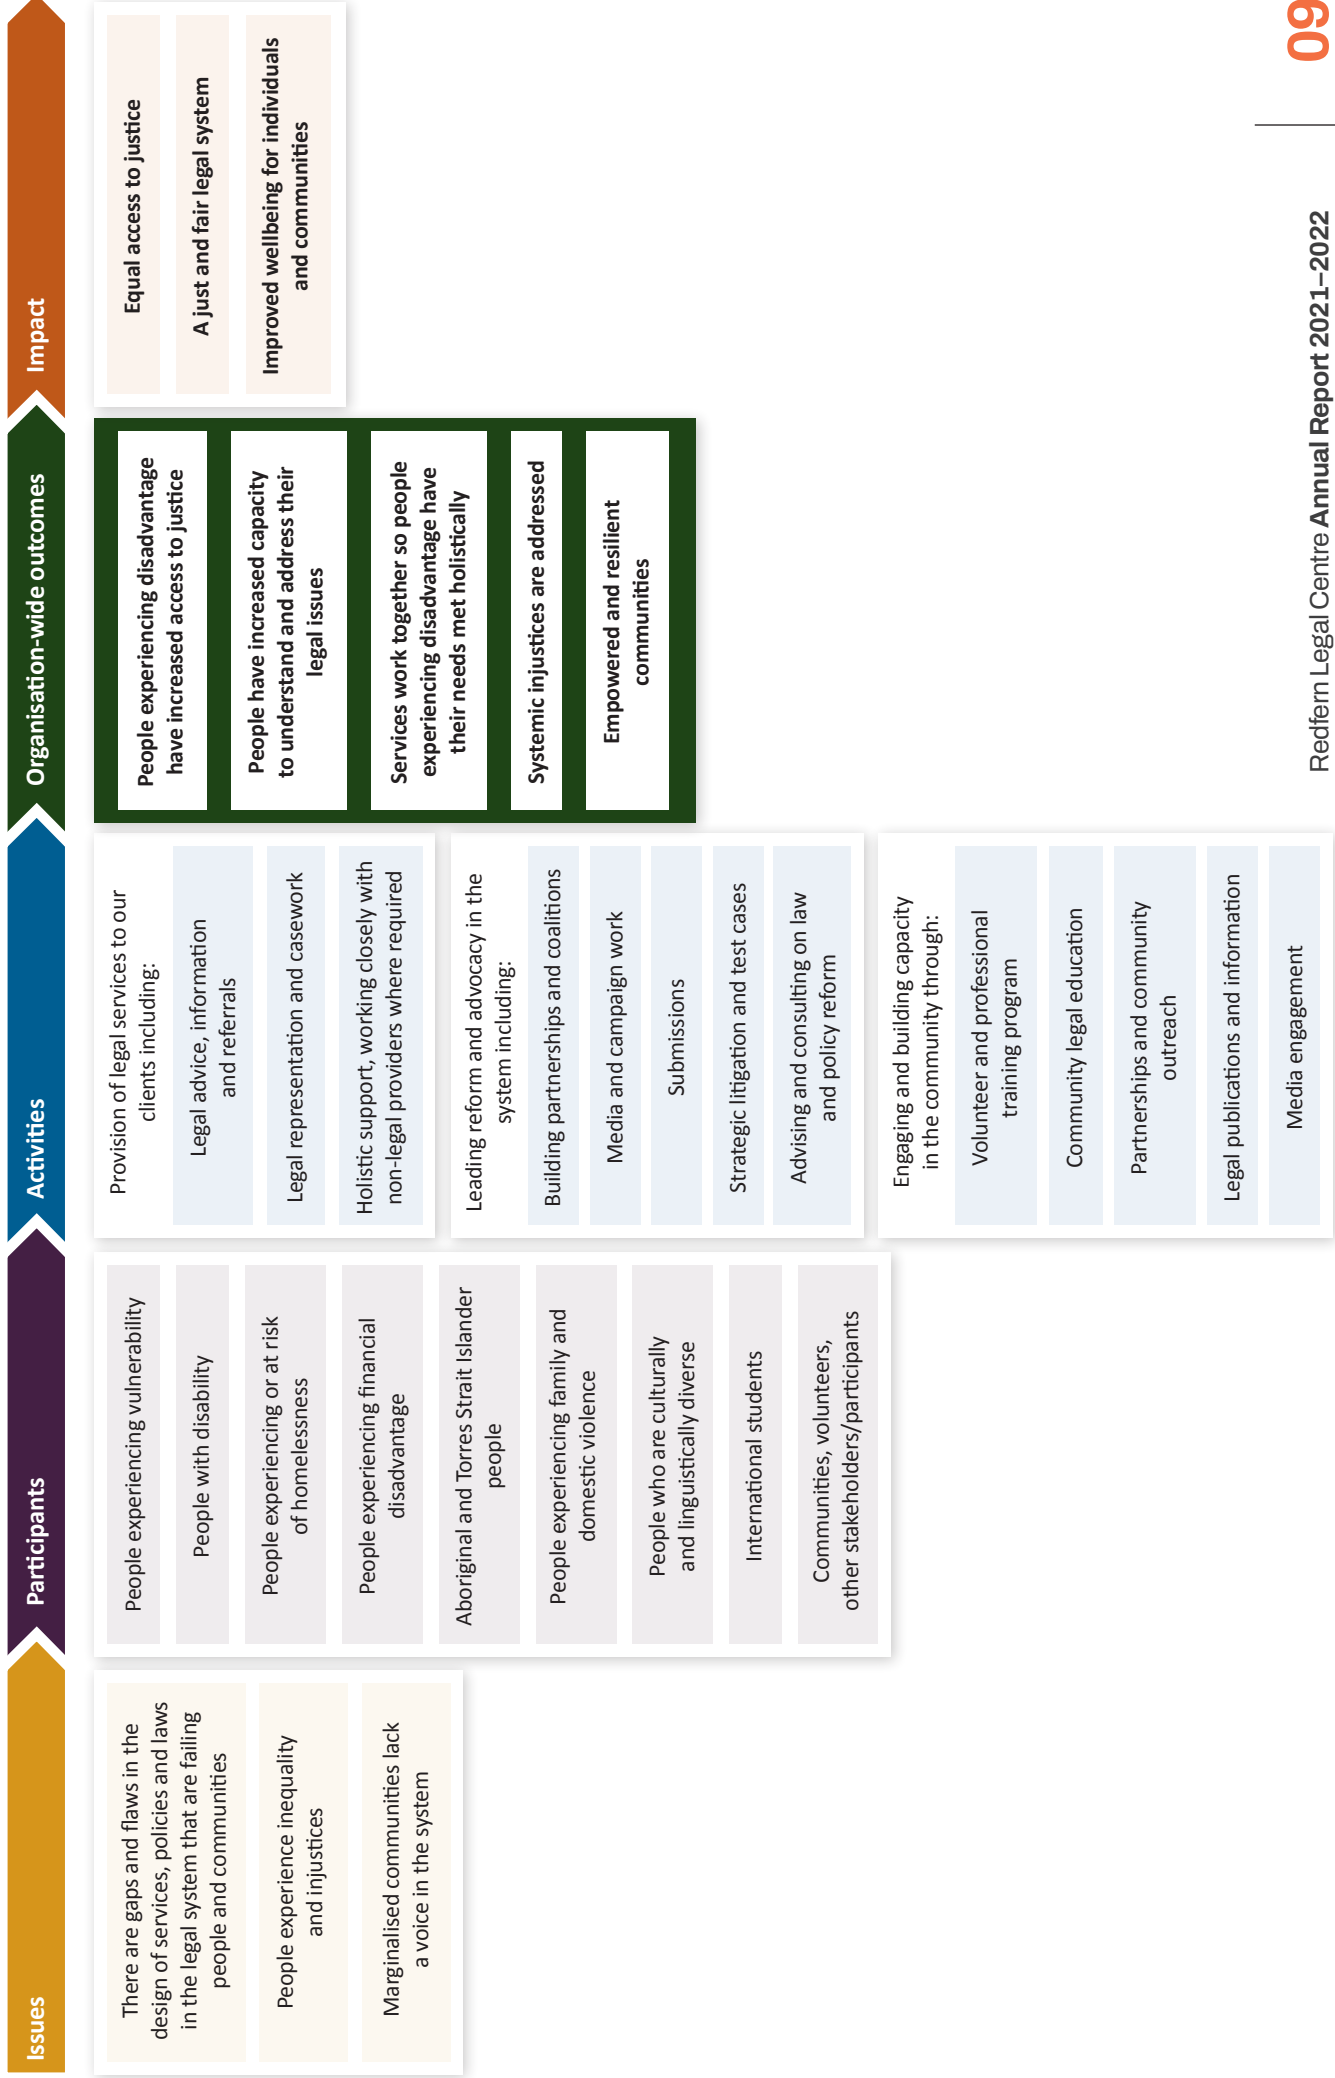 Issues
There are gaps and flaws in the
design of services, policies and laws
in the legal system that are failing
people and communities
People experience inequality
and injustices
Marginalised communities lack
a voice in the system
Participants
People experiencing vulnerability
People with disability
People experiencing or at risk
of homelessness
People experiencing financial
disadvantage
Aboriginal and Torres Strait Islander
people
People experiencing family and
domestic violence
People who are culturally
and linguistically diverse
International students
Communities, volunteers,
other stakeholders/participants
Activities
Provision of legal services to our
clients including:
Legal advice, information
and referrals
Legal representation and casework
Holistic support, working closely with
non-legal providers where required
Leading reform and advocacy in the
system including:
Building partnerships and coalitions
Media and campaign work
Submissions
Strategic litigation and test cases
Advising and consulting on law
and policy reform
Engaging and building capacity
in the community through:
Volunteer and professional
training program
Community legal education
Partnerships and community
outreach
Legal publications and information
Media engagement
Organisation-wide outcomes
People experiencing disadvantage
have increased access to justice
People have increased capacity
to understand and address their
legal issues
Services work together so people
experiencing disadvantage have
their needs met holistically
Systemic injustices are addressed
Empowered and resilient
communities
Impact
Equal access to justice
A just and fair legal system
Improved wellbeing for individuals
and communities
Redfern Legal Centre Annual Report 2021–2022
09